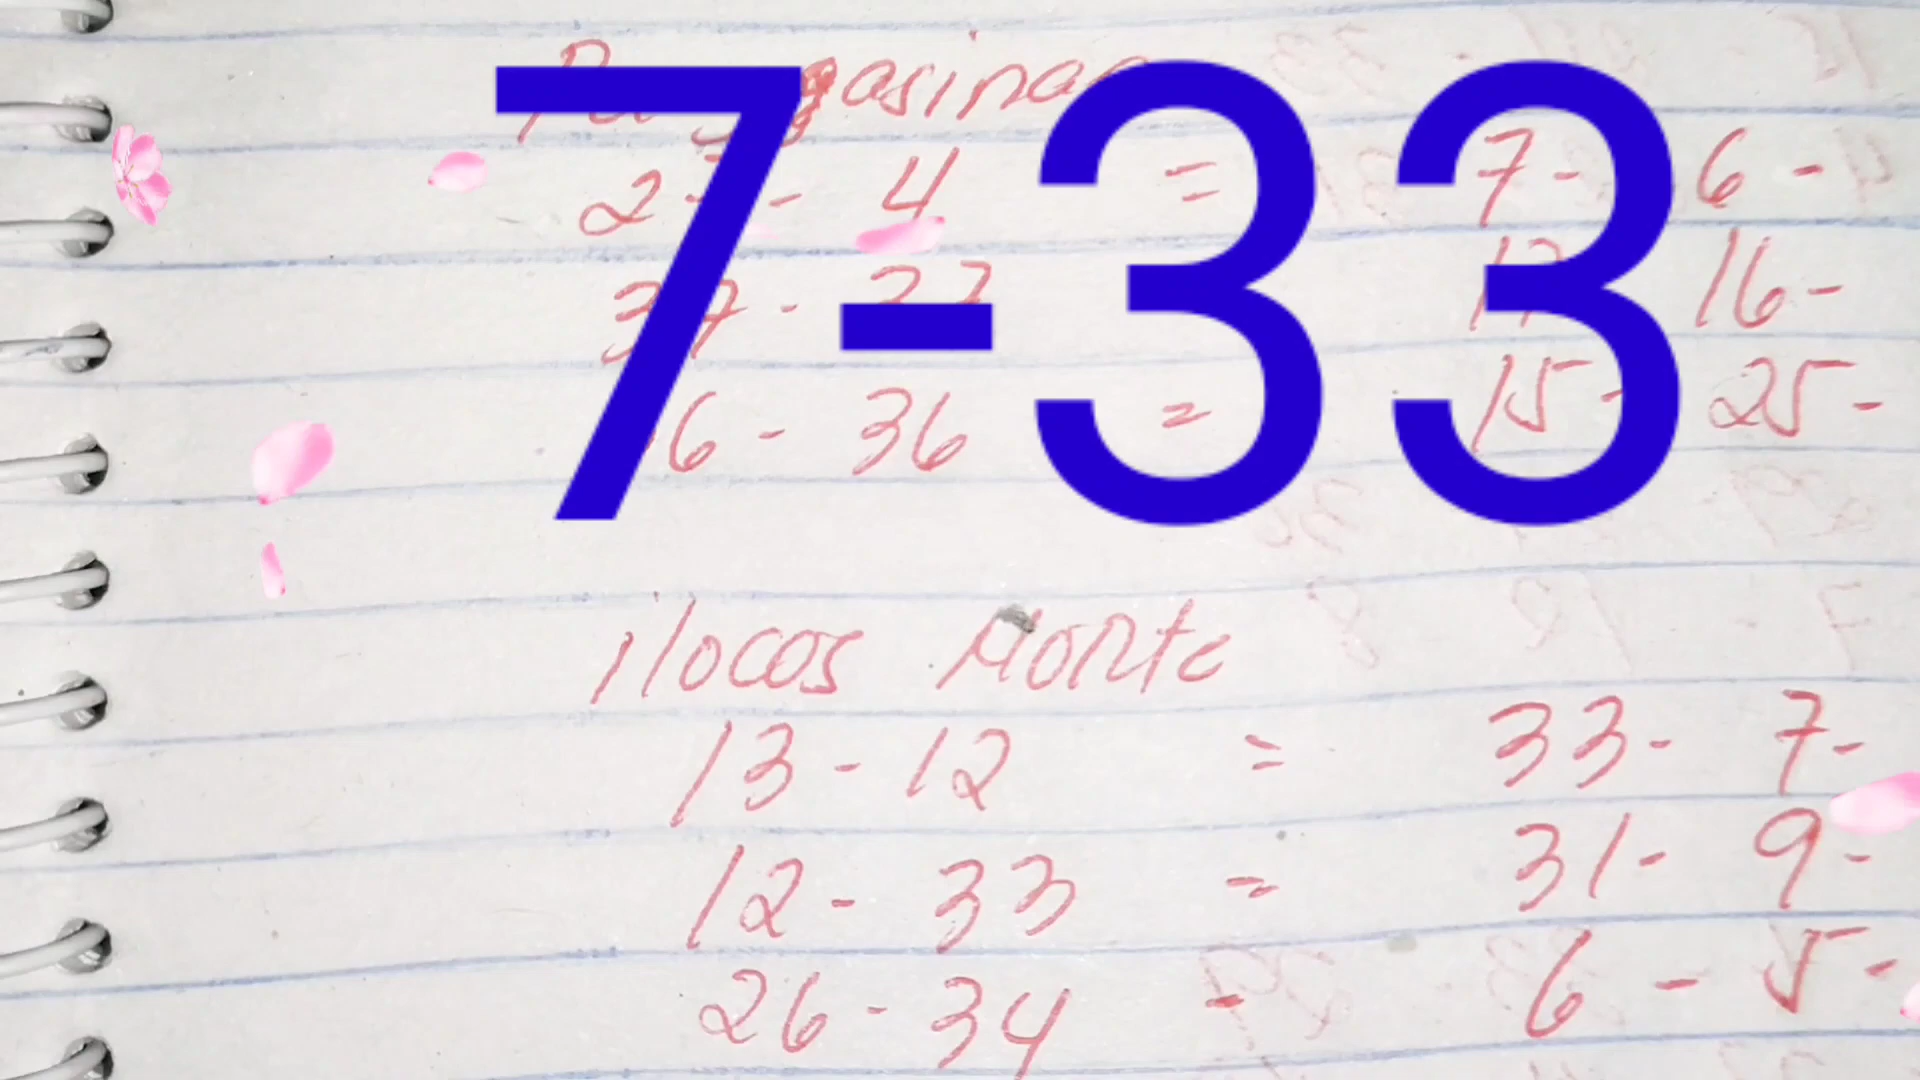 7-33
4 = 7 - 6 -
16 -
6 - 36 = 15 - 25 -
ilocos Norte
13 - 12 = 33 - 7 -
12 - 33 = 31 - 9 -
26 - 34 - 6 - 5 -